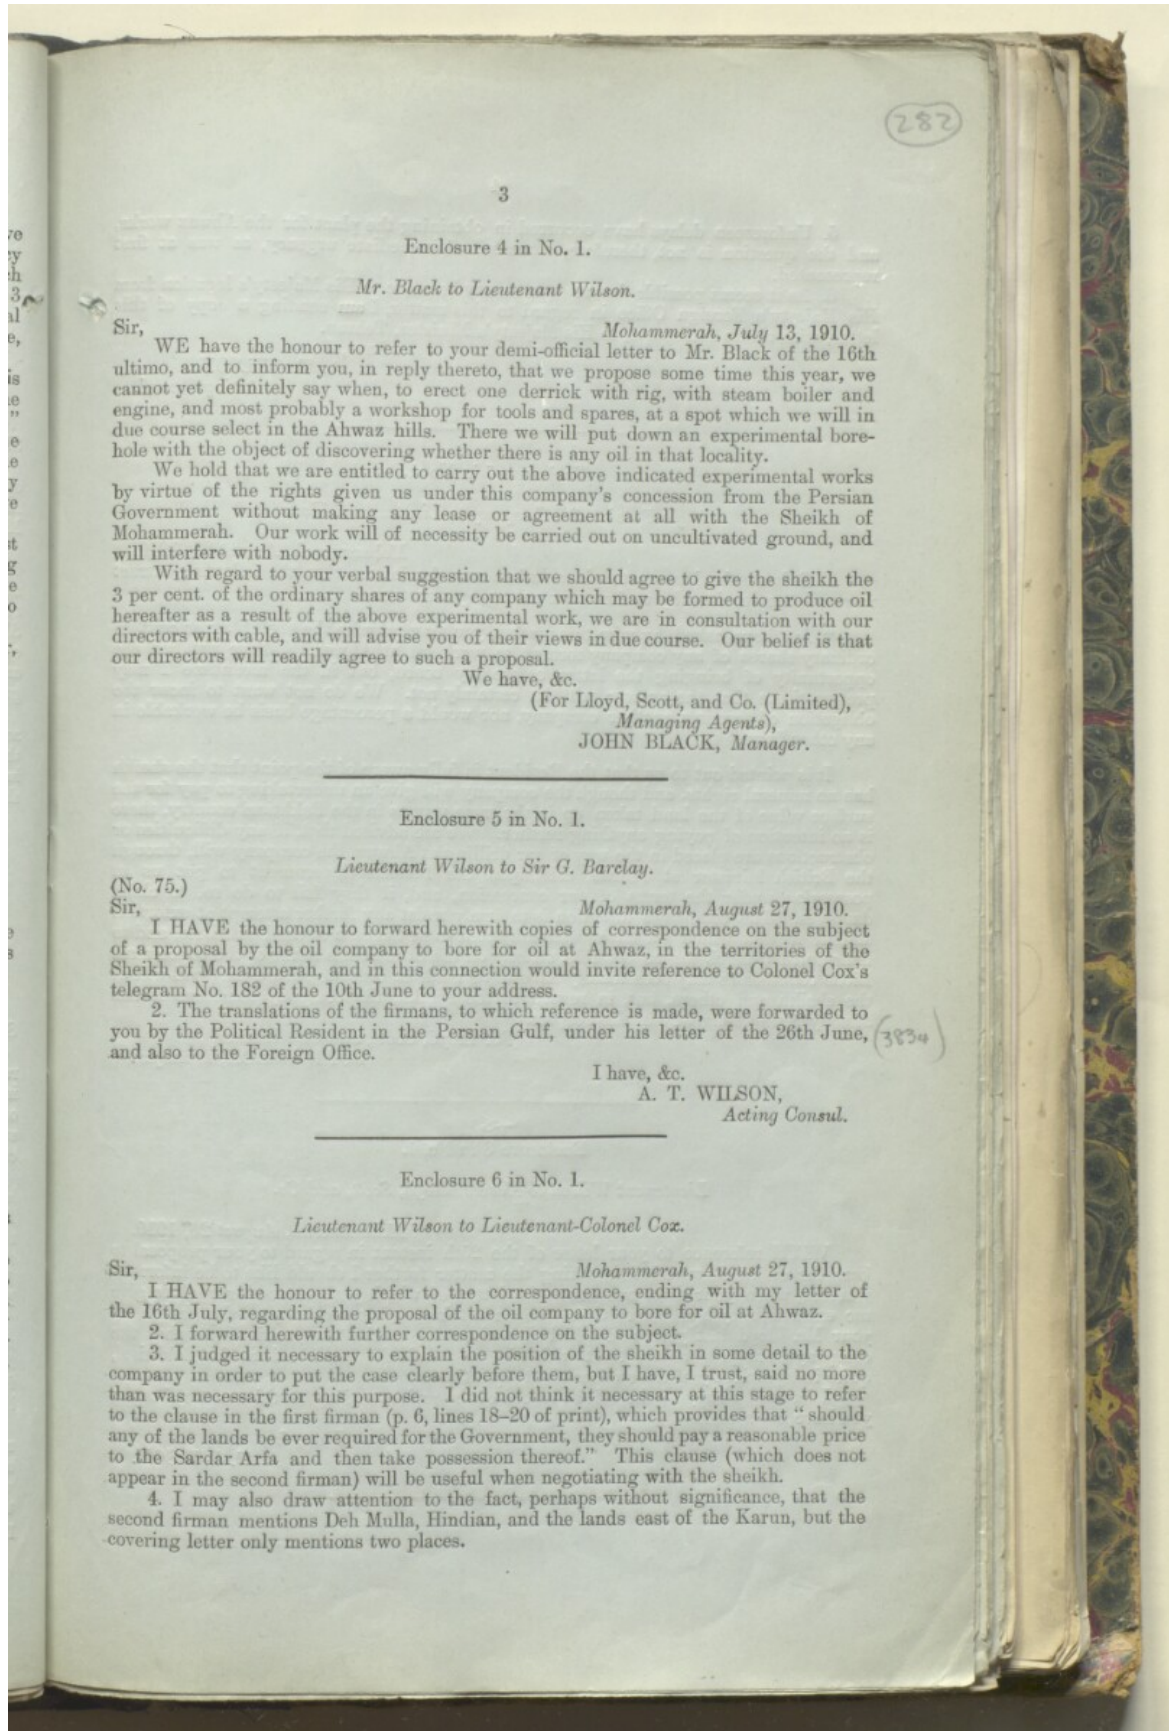 282
3
Enclosure 4 in No. 1.
Mr. Black to Lieutenant Wilson.
Sir, Mohammerah, July 13, 1910.
WE have the honour to refer to your demi-official letter to Mr. Black of the 16th
ultimo, and to inform you, in reply thereto, that we propose some time this year, we
cannot yet definitely say when, to erect one derrick with rig, with steam boiler and
engine, and most probably a workshop for tools and spares, at a spot which we will in
due course select in the Ahwaz hills. There we will put down an experimental bore-
hole with the object of discovering whether there is any oil in that locality.
We hold that we are entitled to carry out the above indicated experimental works
by virtue of the rights given us under this company's concession from the Persian
Government without making any lease or agreement at all with the Sheikh of
Mohammerah. Our work will of necessity be carried out on uncultivated ground, and
will interfere with nobody.
With regard to your verbal suggestion that we should agree to give the sheikh the
3 per cent. of the ordinary shares of any company which may be formed to produce oil
hereafter as a result of the above experimental work, we are in consultation with our
directors with cable, and will advise you of their views in due course. Our belief is that
our directors will readily agree to such a proposal.
We have, &c.
(For Lloyd, Scott, and Co. (Limited),
Managing Agents),
JOHN BLACK, Manager.
Enclosure 5 in No. 1.
Lieutenant Wilson to Sir G. Barclay.
(No. 75.)
Sir, Mohammerah, August 27, 1910.
I HAVE the honour to forward herewith copies of correspondence on the subject
of a proposal by the oil company to bore for oil at Ahwaz, in the territories of the
Sheikh of Mohammerah, and in this connection would invite reference to Colonel Cox's
telegram No. 182 of the 10th June to your address.
2. The translations of the firmans, to which reference is made, were forwarded to
you by the Political Resident in the Persian Gulf, under his letter of the 26th June, (3834)
and also to the Foreign Office.
I have, &c.
A. T. WILSON,
Acting Consul.
Enclosure 6 in No. 1.
Lieutenant Wilson to Lieutenant-Colonel Cox.
Sir, Mohammerah, August 27, 1910.
I HAVE the honour to refer to the correspondence, ending with my letter of
the 16th July, regarding the proposal of the oil company to bore for oil at Ahwaz.
2. I forward herewith further correspondence on the subject.
3. I judged it necessary to explain the position of the sheikh in some detail to the
company in order to put the case clearly before them, but I have, I trust, said no more
than was necessary for this purpose. I did not think it necessary at this stage to refer
to the clause in the first firman (p. 6, lines 18–20 of print), which provides that "should
any of the lands be ever required for the Government, they should pay a reasonable price
to the Sardar Arfa and then take possession thereof." This clause (which does not
appear in the second firman) will be useful when negotiating with the sheikh.
4. I may also draw attention to the fact, perhaps without significance, that the
second firman mentions Deh Mulla, Hindian, and the lands east of the Karun, but the
covering letter only mentions two places.